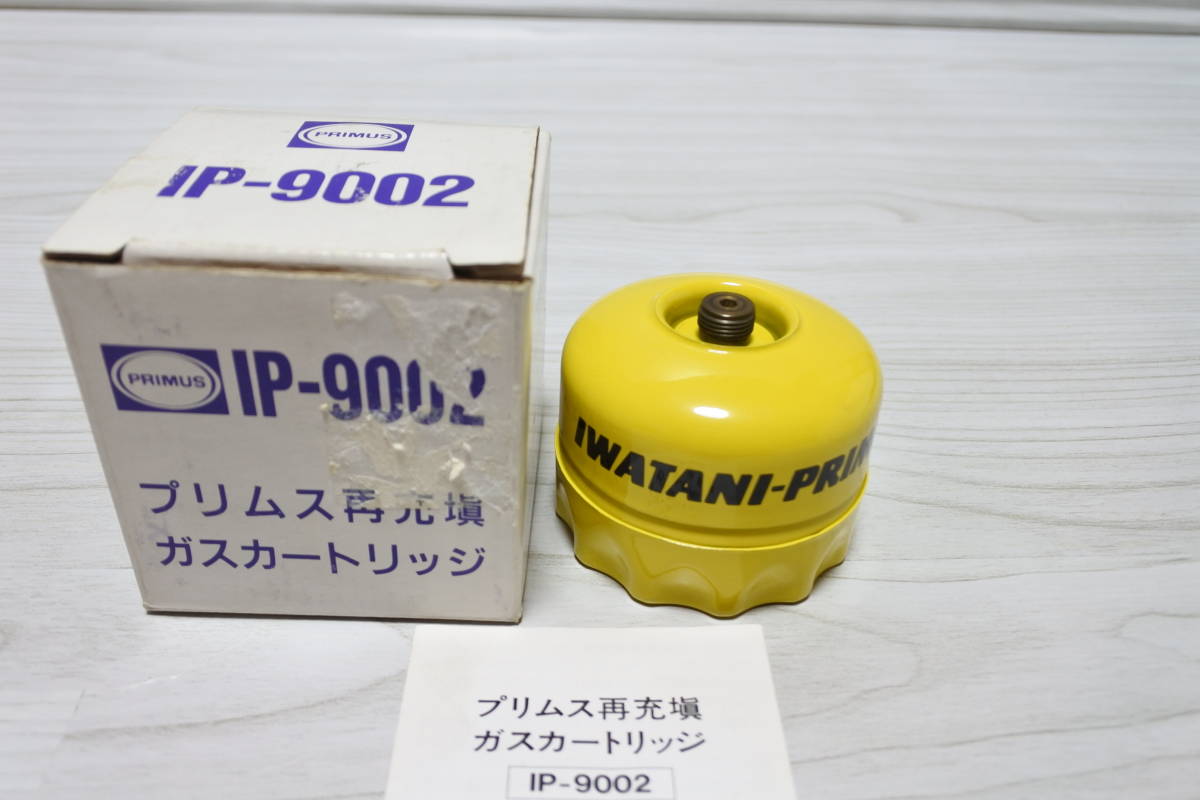 PRIMUS
IP-9002
PRIMUS IP-9002
プリムス再充塡
ガスカートリッジ
IWATANI-PRIM
プリムス再充塡
ガスカートリッジ
IP-9002